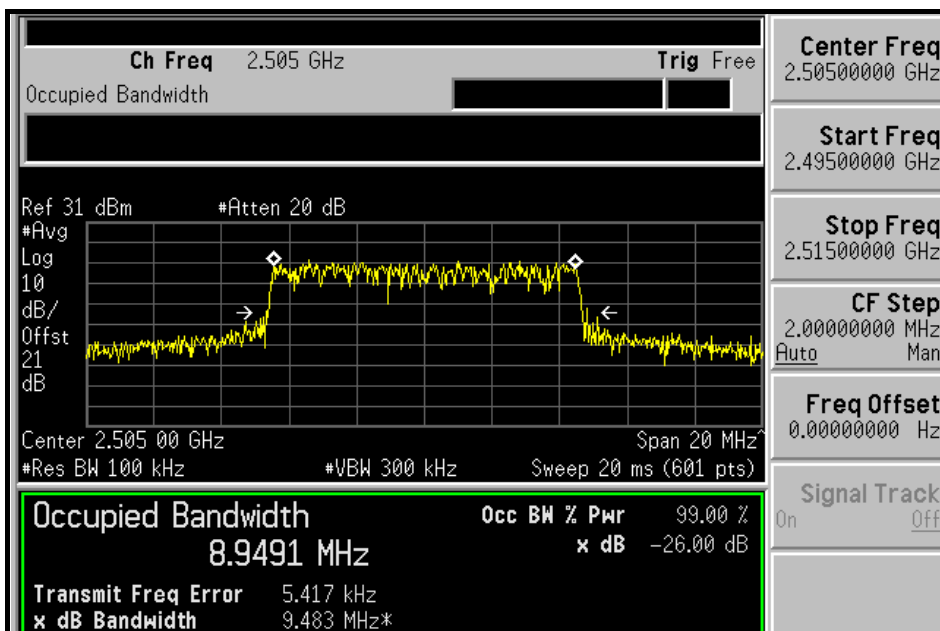 Ch Freq 2.505 GHz Trig Free
Occupied Bandwidth
Ref 31 dBm #Atten 20 dB
#Avg
Log
10
dB/
Offst
21
dB
Center 2.505 00 GHz Span 20 MHz^
#Res BW 100 kHz #VBW 300 kHz Sweep 20 ms (601 pts)
Occupied Bandwidth
8.9491 MHz
Occ BW % Pwr 99.00 %
x dB -26.00 dB
Transmit Freq Error 5.417 kHz
x dB Bandwidth 9.483 MHz*
Center Freq
2.50500000 GHz
Start Freq
2.49500000 GHz
Stop Freq
2.51500000 GHz
CF Step
2.00000000 MHz
Auto Man
Freq Offset
0.00000000 Hz
Signal Track
On Off